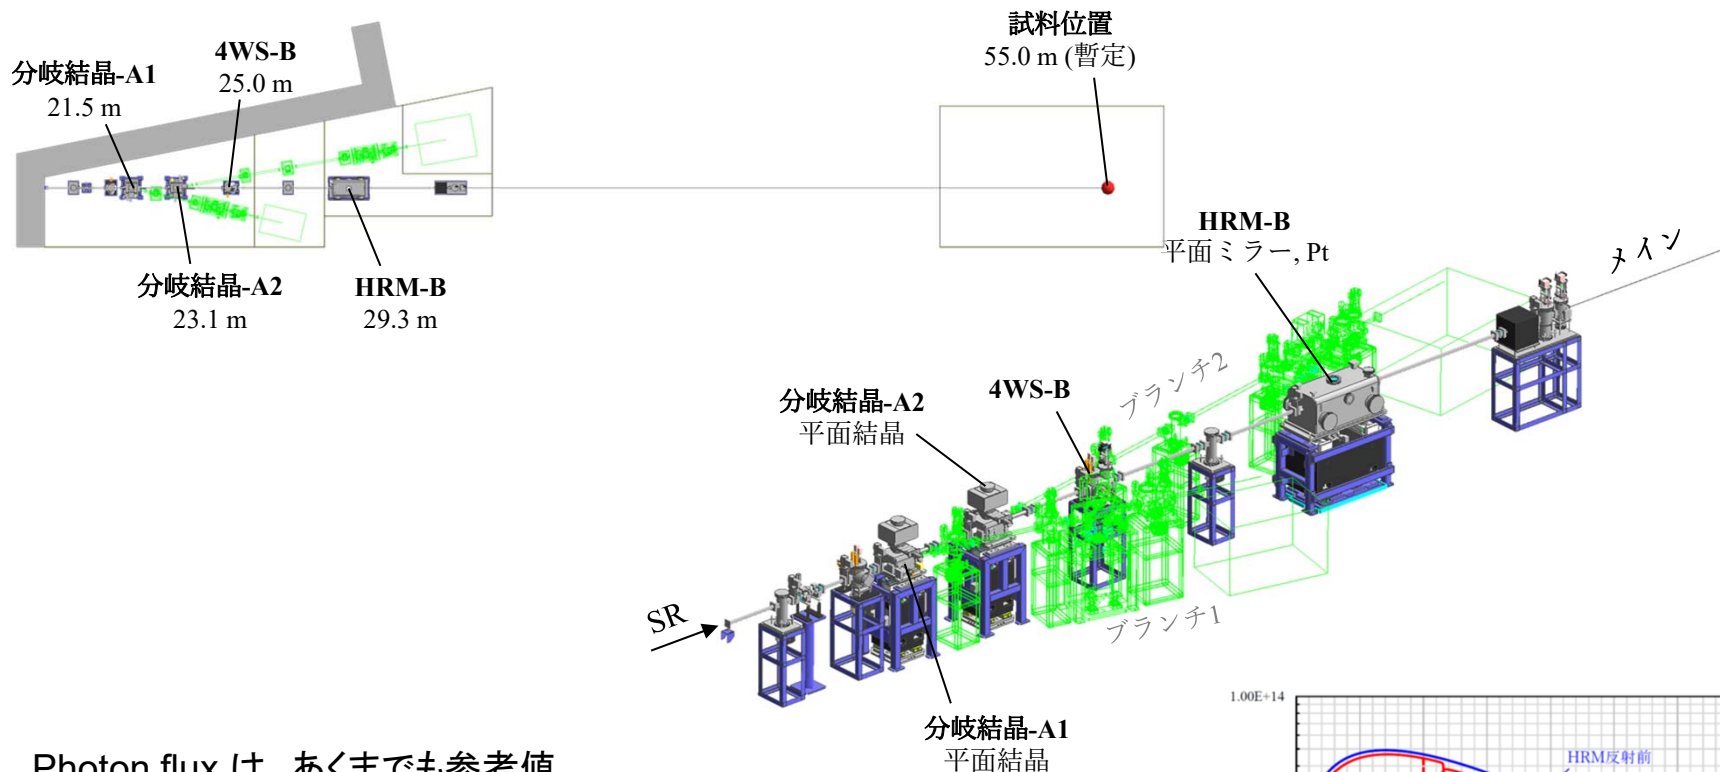 試料位置
55.0 m (暫定)
4WS-B
25.0 m
分岐結晶-A1
21.5 m
分岐結晶-A2
23.1 m
HRM-B
29.3 m
HRM-B
平面ミラー, Pt
メイン
ブランチ2
4WS-B
分岐結晶-A2
平面結晶
SR
ブランチ1
分岐結晶-A1
平面結晶
1.00E+14
HRM反射前
Photon flux は、あくまでも参考値